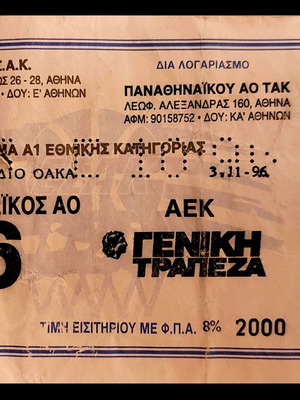 Σ.Α.Κ.
ΔΙΑ ΛΟΓΑΡΙΑΣΜΟ
26 - 28, ΑΘΗΝΑ
• ΔΟΥ: Ε' ΑΘΗΝΩΝ
ΠΑΝΑΘΗΝΑΪΚΟΥ ΑΟ ΤΑΚ
ΛΕΩΦ. ΑΛΕΞΑΝΔΡΑΣ 160, ΑΘΗΝΑ
ΑΦΜ: 90158752 • ΔΟΥ: ΚΑ' ΑΘΗΝΩΝ
Α1 ΕΘΝΙΚΗΣ ΚΑΤΗΓΟΡΙΑΣ
ΔΙΟ ΟΑΚΑ
3.11-96
ΪΚΟΣ ΑΟ
ΑΕΚ
6
ΓΕΝΙΚΗ
ΤΡΑΠΕΖΑ
ΤΙΜΗ ΕΙΣΙΤΗΡΙΟΥ ΜΕ Φ.Π.Α. 8% 2000